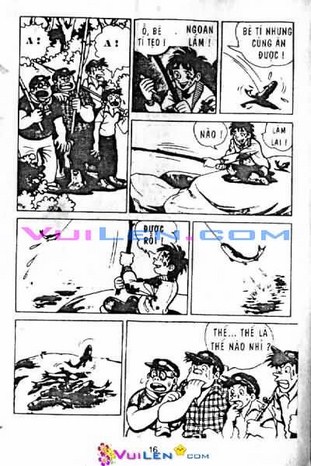 A!
A!
Ồ, BÉ
TÍ TẸO !
NGOAN
LẮM !
BÉ TÍ NHƯNG
CŨNG ĂN
ĐƯỢC !
NÀO !
LÀM
LẠI !
VuiLen.com
ĐƯỢC
RỒI !
THẾ... THẾ LÀ
THẾ NÀO NHỈ ?
16
VuiLen.com